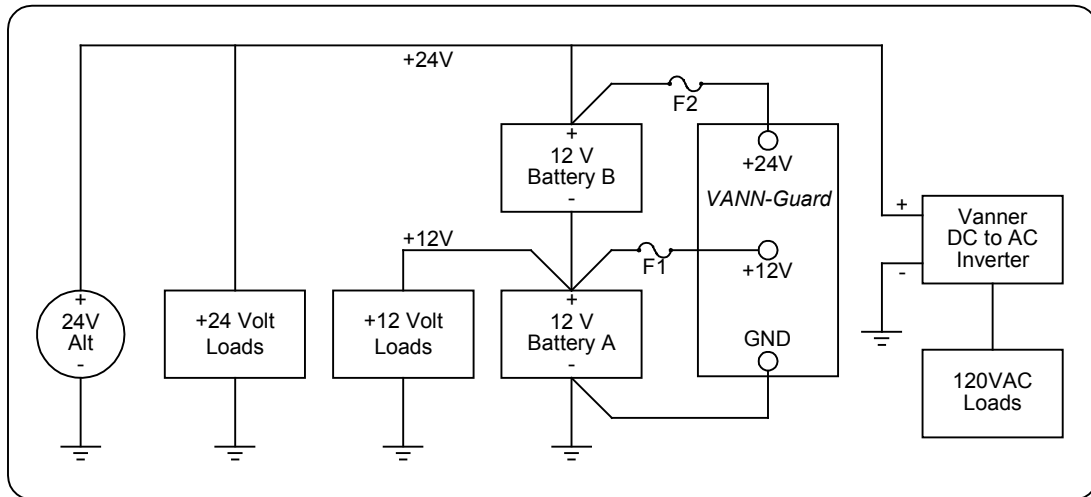 +24V
F2
+
12 V
Battery B
-
+24V
VANN-Guard
+12V
F1
+12V
+
Vanner
DC to AC
Inverter
-
+
24V
Alt
-
+24 Volt
Loads
+12 Volt
Loads
+
12 V
Battery A
-
GND
120VAC
Loads